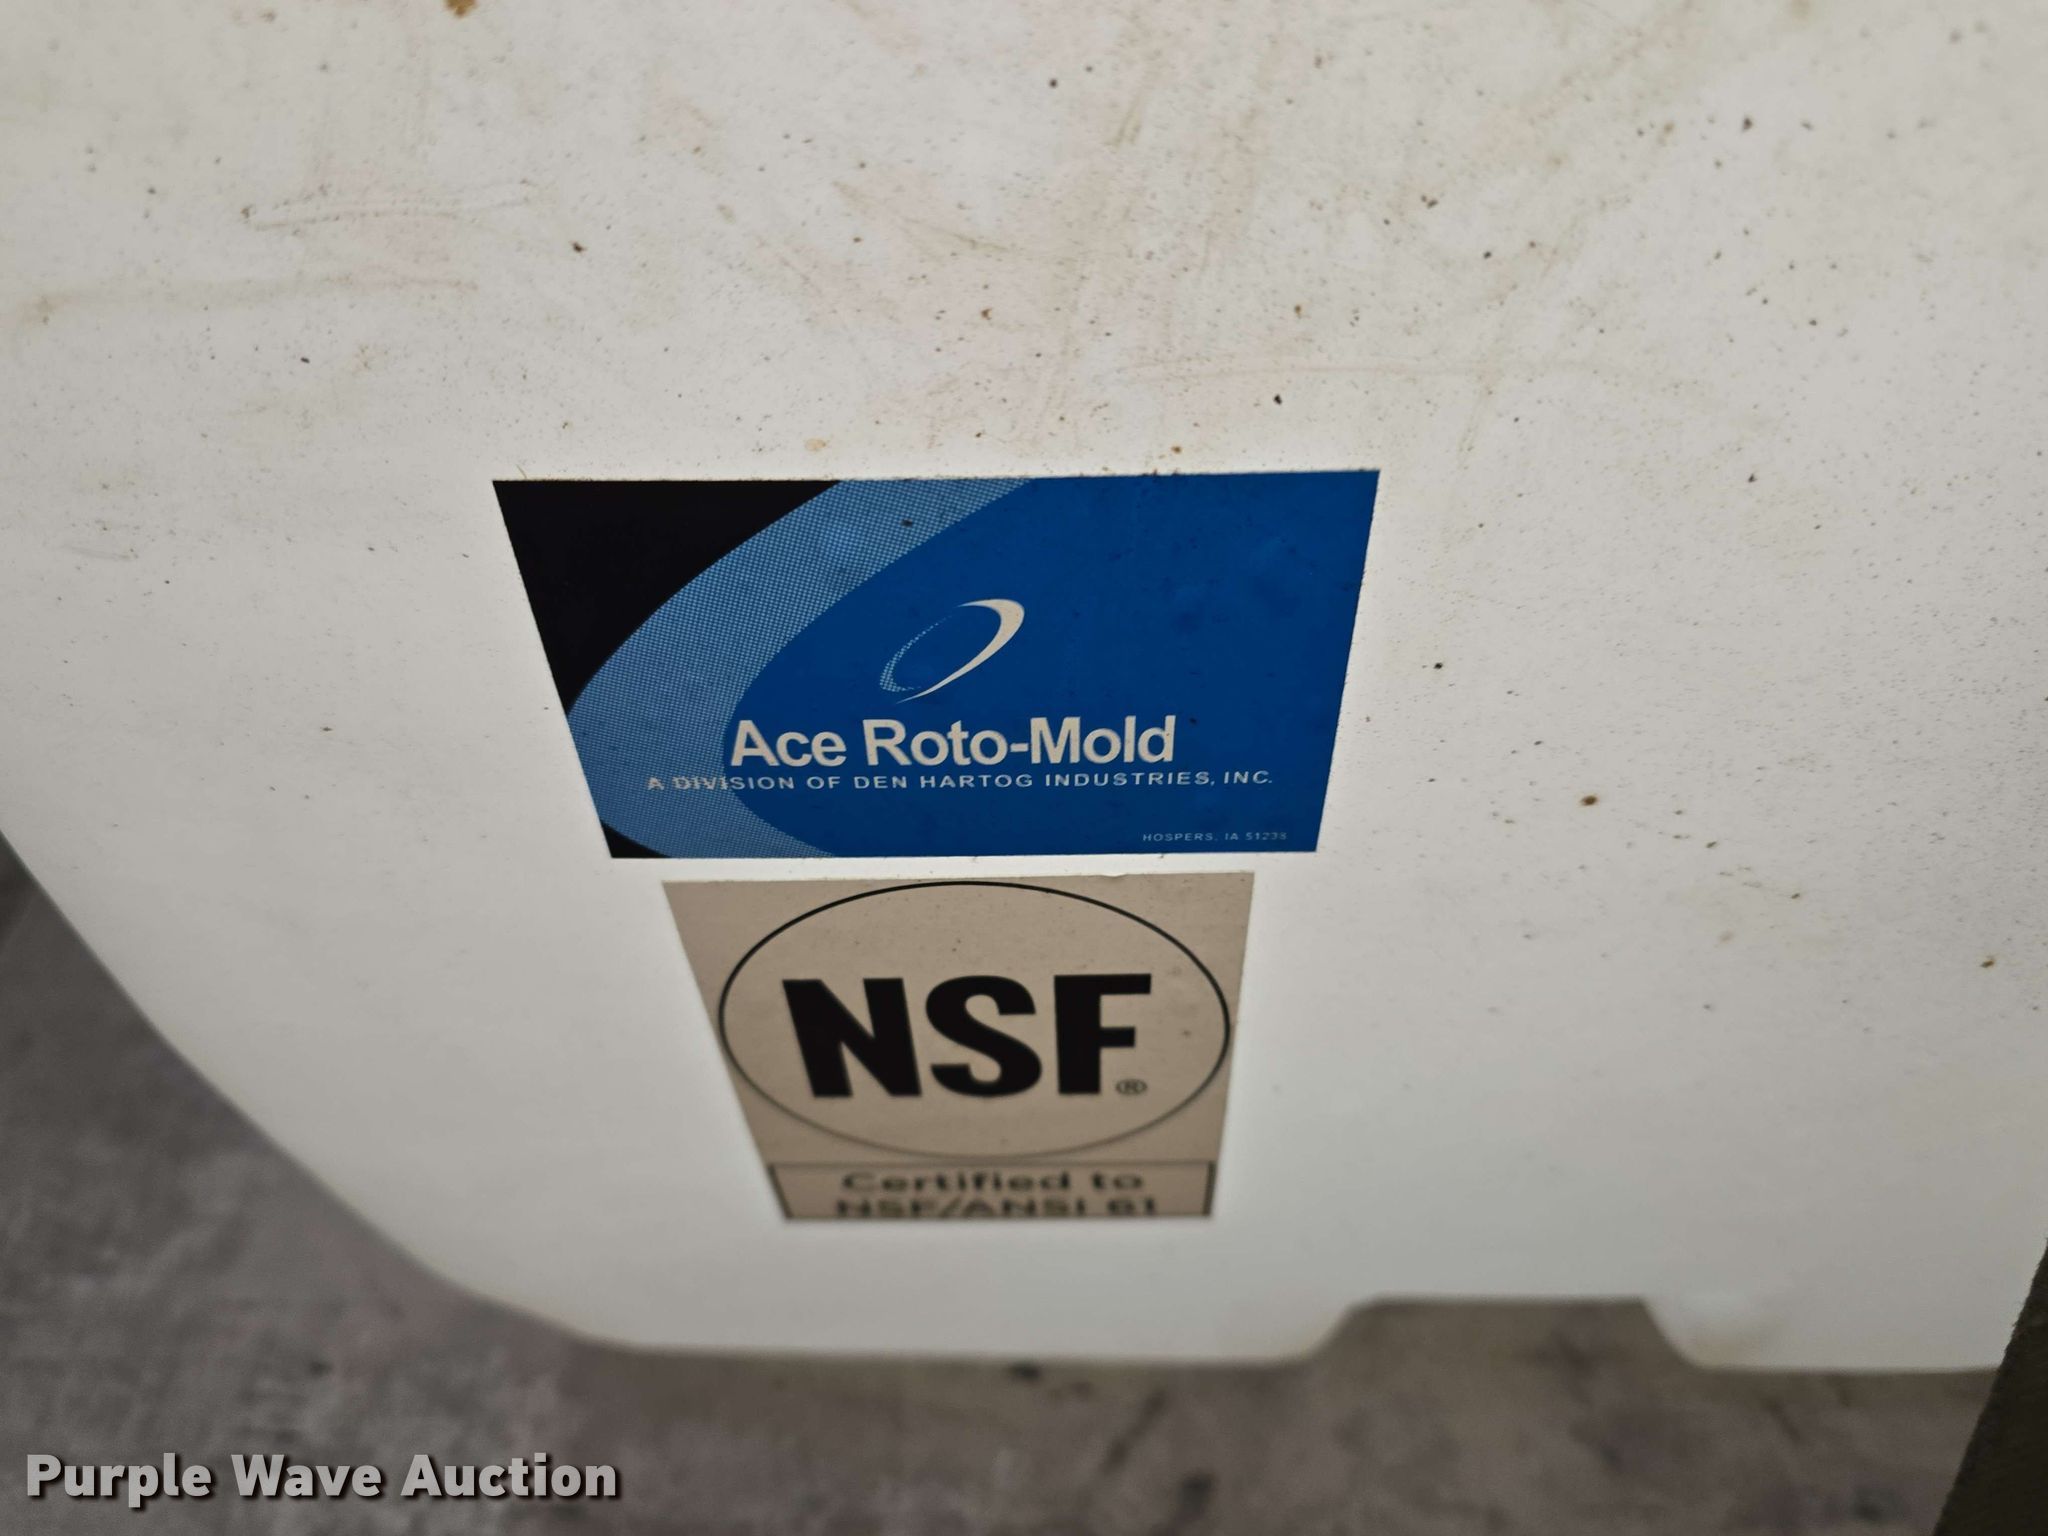 Ace Roto-Mold
A DIVISION OF DEN HARTOG INDUSTRIES, INC.
HOSPERS, IA 51238
NSF®
Certified to
NSF/ANSI 61
Purple Wave Auction